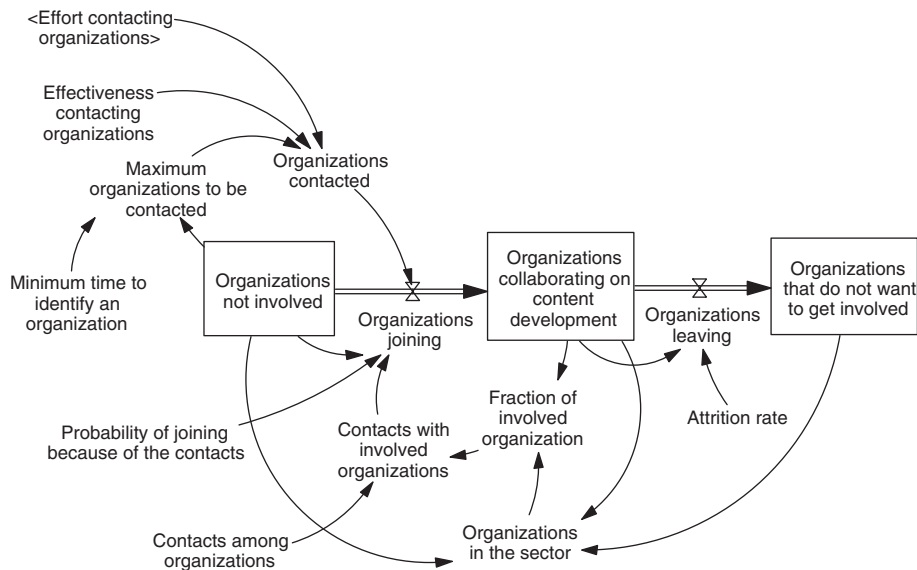 <Effort contacting
organizations>
Effectiveness
contacting
organizations
Maximum
organizations to be
contacted
Organizations
contacted
Minimum time to
identify an
organization
Organizations
not involved
Organizations
joining
Organizations
collaborating on
content
development
Organizations
leaving
Organizations
that do not want
to get involved
Probability of joining
because of the contacts
Contacts with
involved
organizations
Fraction of
involved
organization
Attrition rate
Contacts among
organizations
Organizations
in the sector